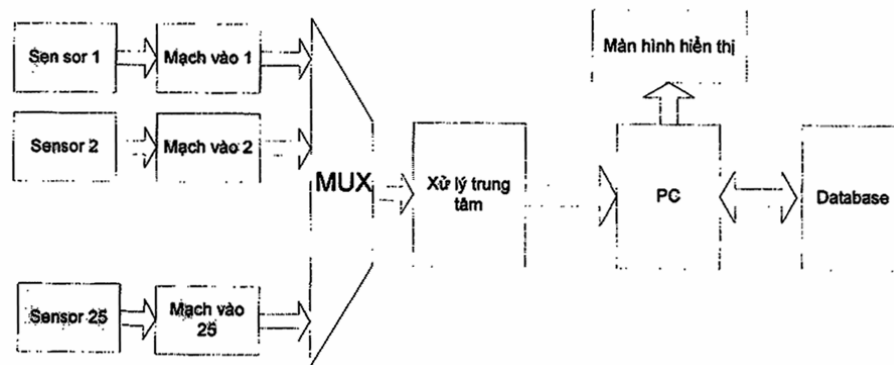 Sen sor 1
Mạch vào 1
Màn hình hiển thị
Sensor 2
Mạch vào 2
MUX
Xử lý trung
tâm
PC
Database
Sensor 25
Mạch vào
25